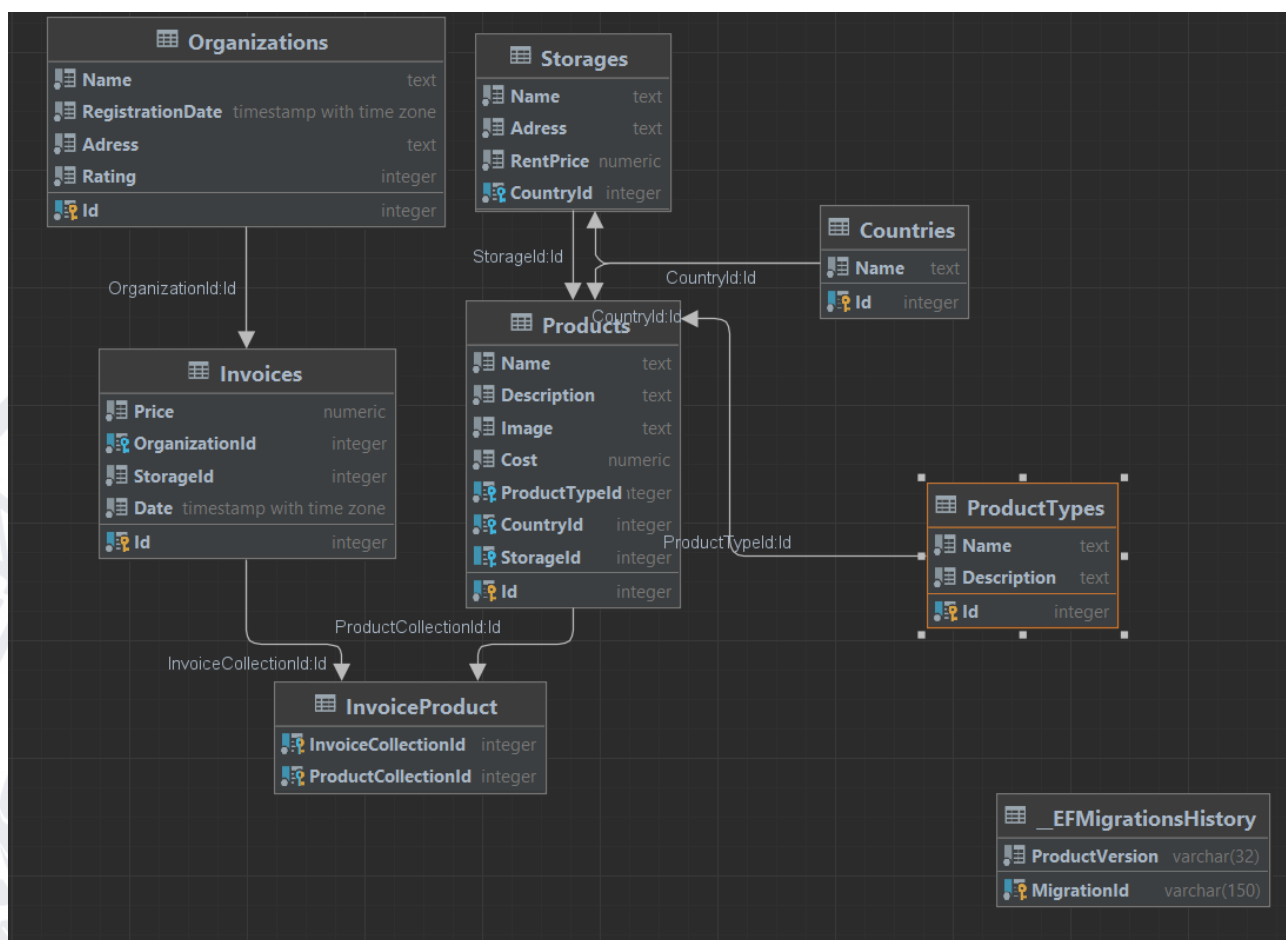 Organizations
Name text
RegistrationDate timestamp with time zone
Adress text
Rating integer
Id integer
Storages
Name text
Adress text
RentPrice numeric
CountryId integer
Countries
Name text
Id integer
StorageId:Id
CountryId:Id
OrganizationId:Id
CountryId:Id
Products
Name text
Description text
Image text
Cost numeric
ProductTypeId integer
CountryId integer
StorageId integer
Id integer
Invoices
Price numeric
OrganizationId integer
StorageId integer
Date timestamp with time zone
Id integer
ProductTypes
Name text
Description text
Id integer
ProductTypeId:Id
ProductCollectionId:Id
InvoiceCollectionId:Id
InvoiceProduct
InvoiceCollectionId integer
ProductCollectionId integer
__EFMigrationsHistory
ProductVersion varchar(32)
MigrationId varchar(150)